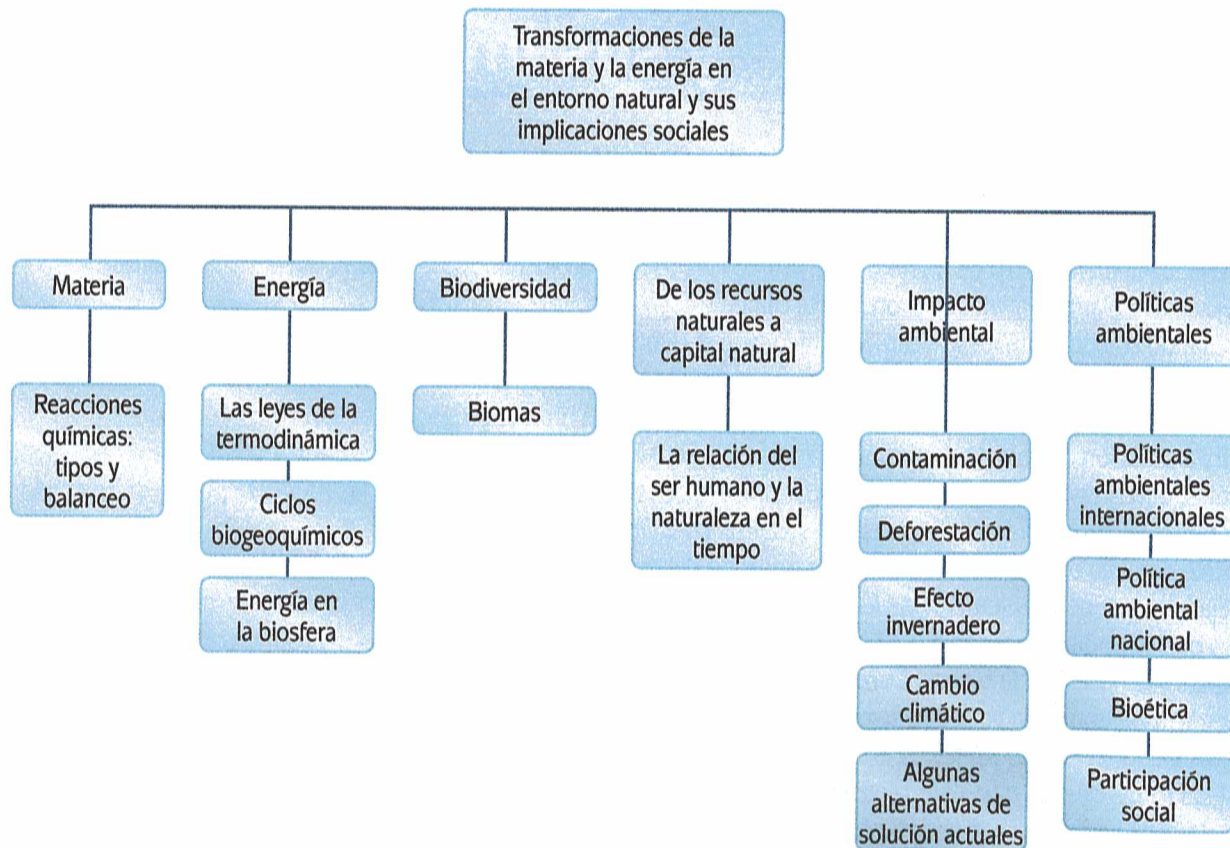 Transformaciones de la
materia y la energía en
el entorno natural y sus
implicaciones sociales
Materia
Reacciones
químicas:
tipos y
balanceo
Energía
Las leyes de la
termodinámica
Ciclos
biogeoquímicos
Energía en
la biosfera
Biodiversidad
Biomas
De los recursos
naturales a
capital natural
La relación del
ser humano y la
naturaleza en el
tiempo
Impacto
ambiental
Contaminación
Deforestación
Efecto
invernadero
Cambio
climático
Algunas
alternativas de
solución actuales
Políticas
ambientales
Políticas
ambientales
internacionales
Política
ambiental
nacional
Bioética
Participación
social